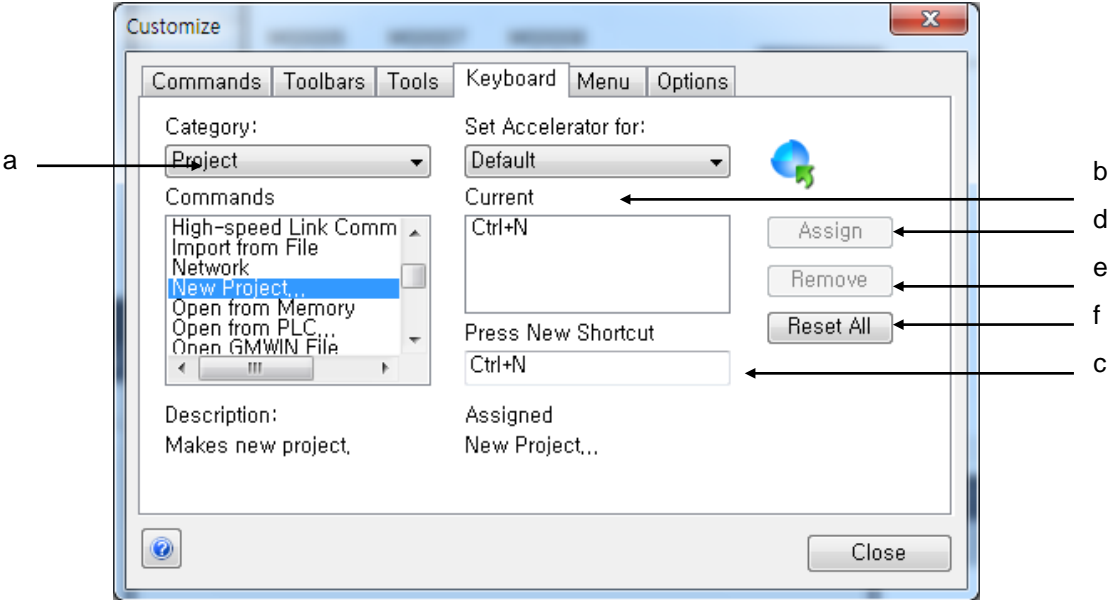 Customize
Commands Toolbars Tools Keyboard Menu Options
Category:
Set Accelerator for:
a
Project
Default
b
Commands
Current
High-speed Link Comm
Import from File
Network
New Project...
Open from Memory
Open from PLC...
Open GMWIN File
Ctrl+N
Assign
d
Remove
e
Reset All
f
Press New Shortcut
Ctrl+N
c
Description:
Makes new project.
Assigned
New Project...
Close